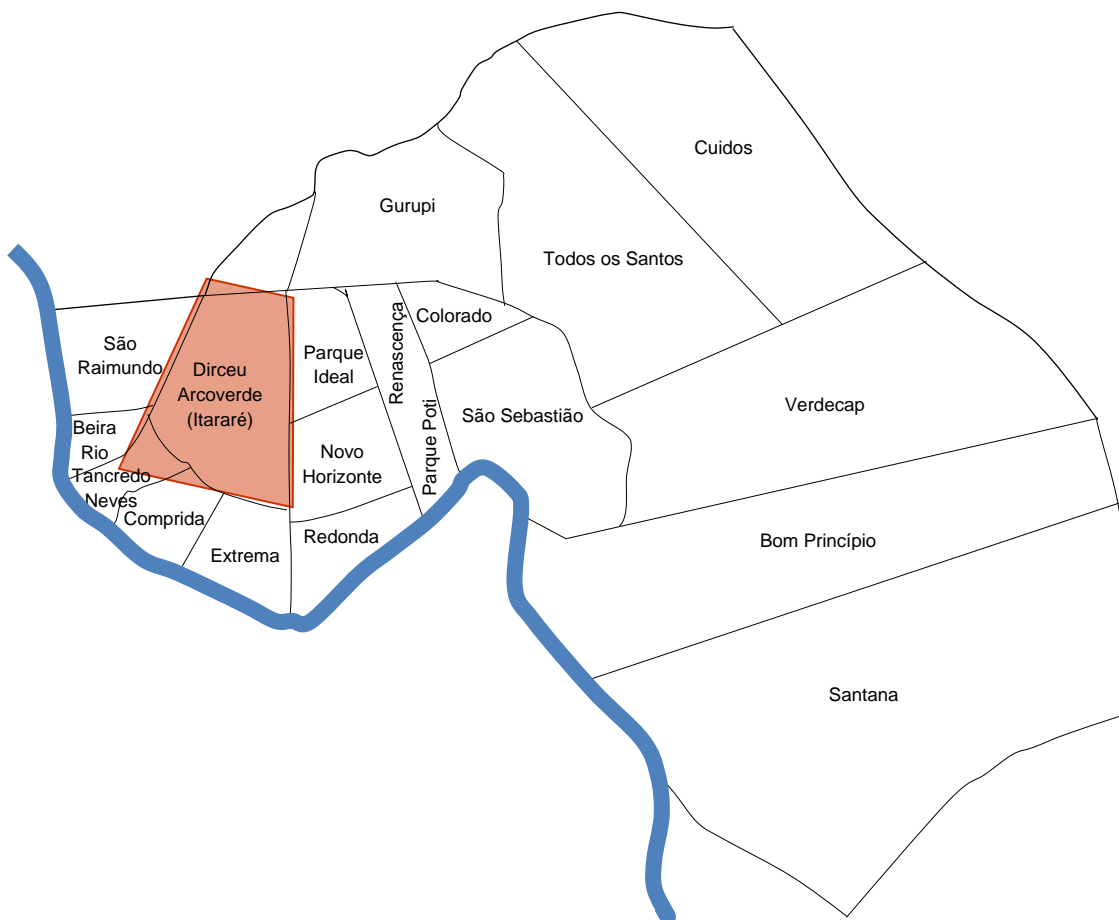 Cuidos
Gurupi
Todos os Santos
Colorado
São
Raimundo
Dirceu
Arcoverde
(Itararé)
Parque
Ideal
Renascença
Verdecap
São Sebastião
Beira
Rio
Novo
Horizonte
Parque Poti
Tancredo
Neves
Comprida
Redonda
Extrema
Bom Princípio
Santana